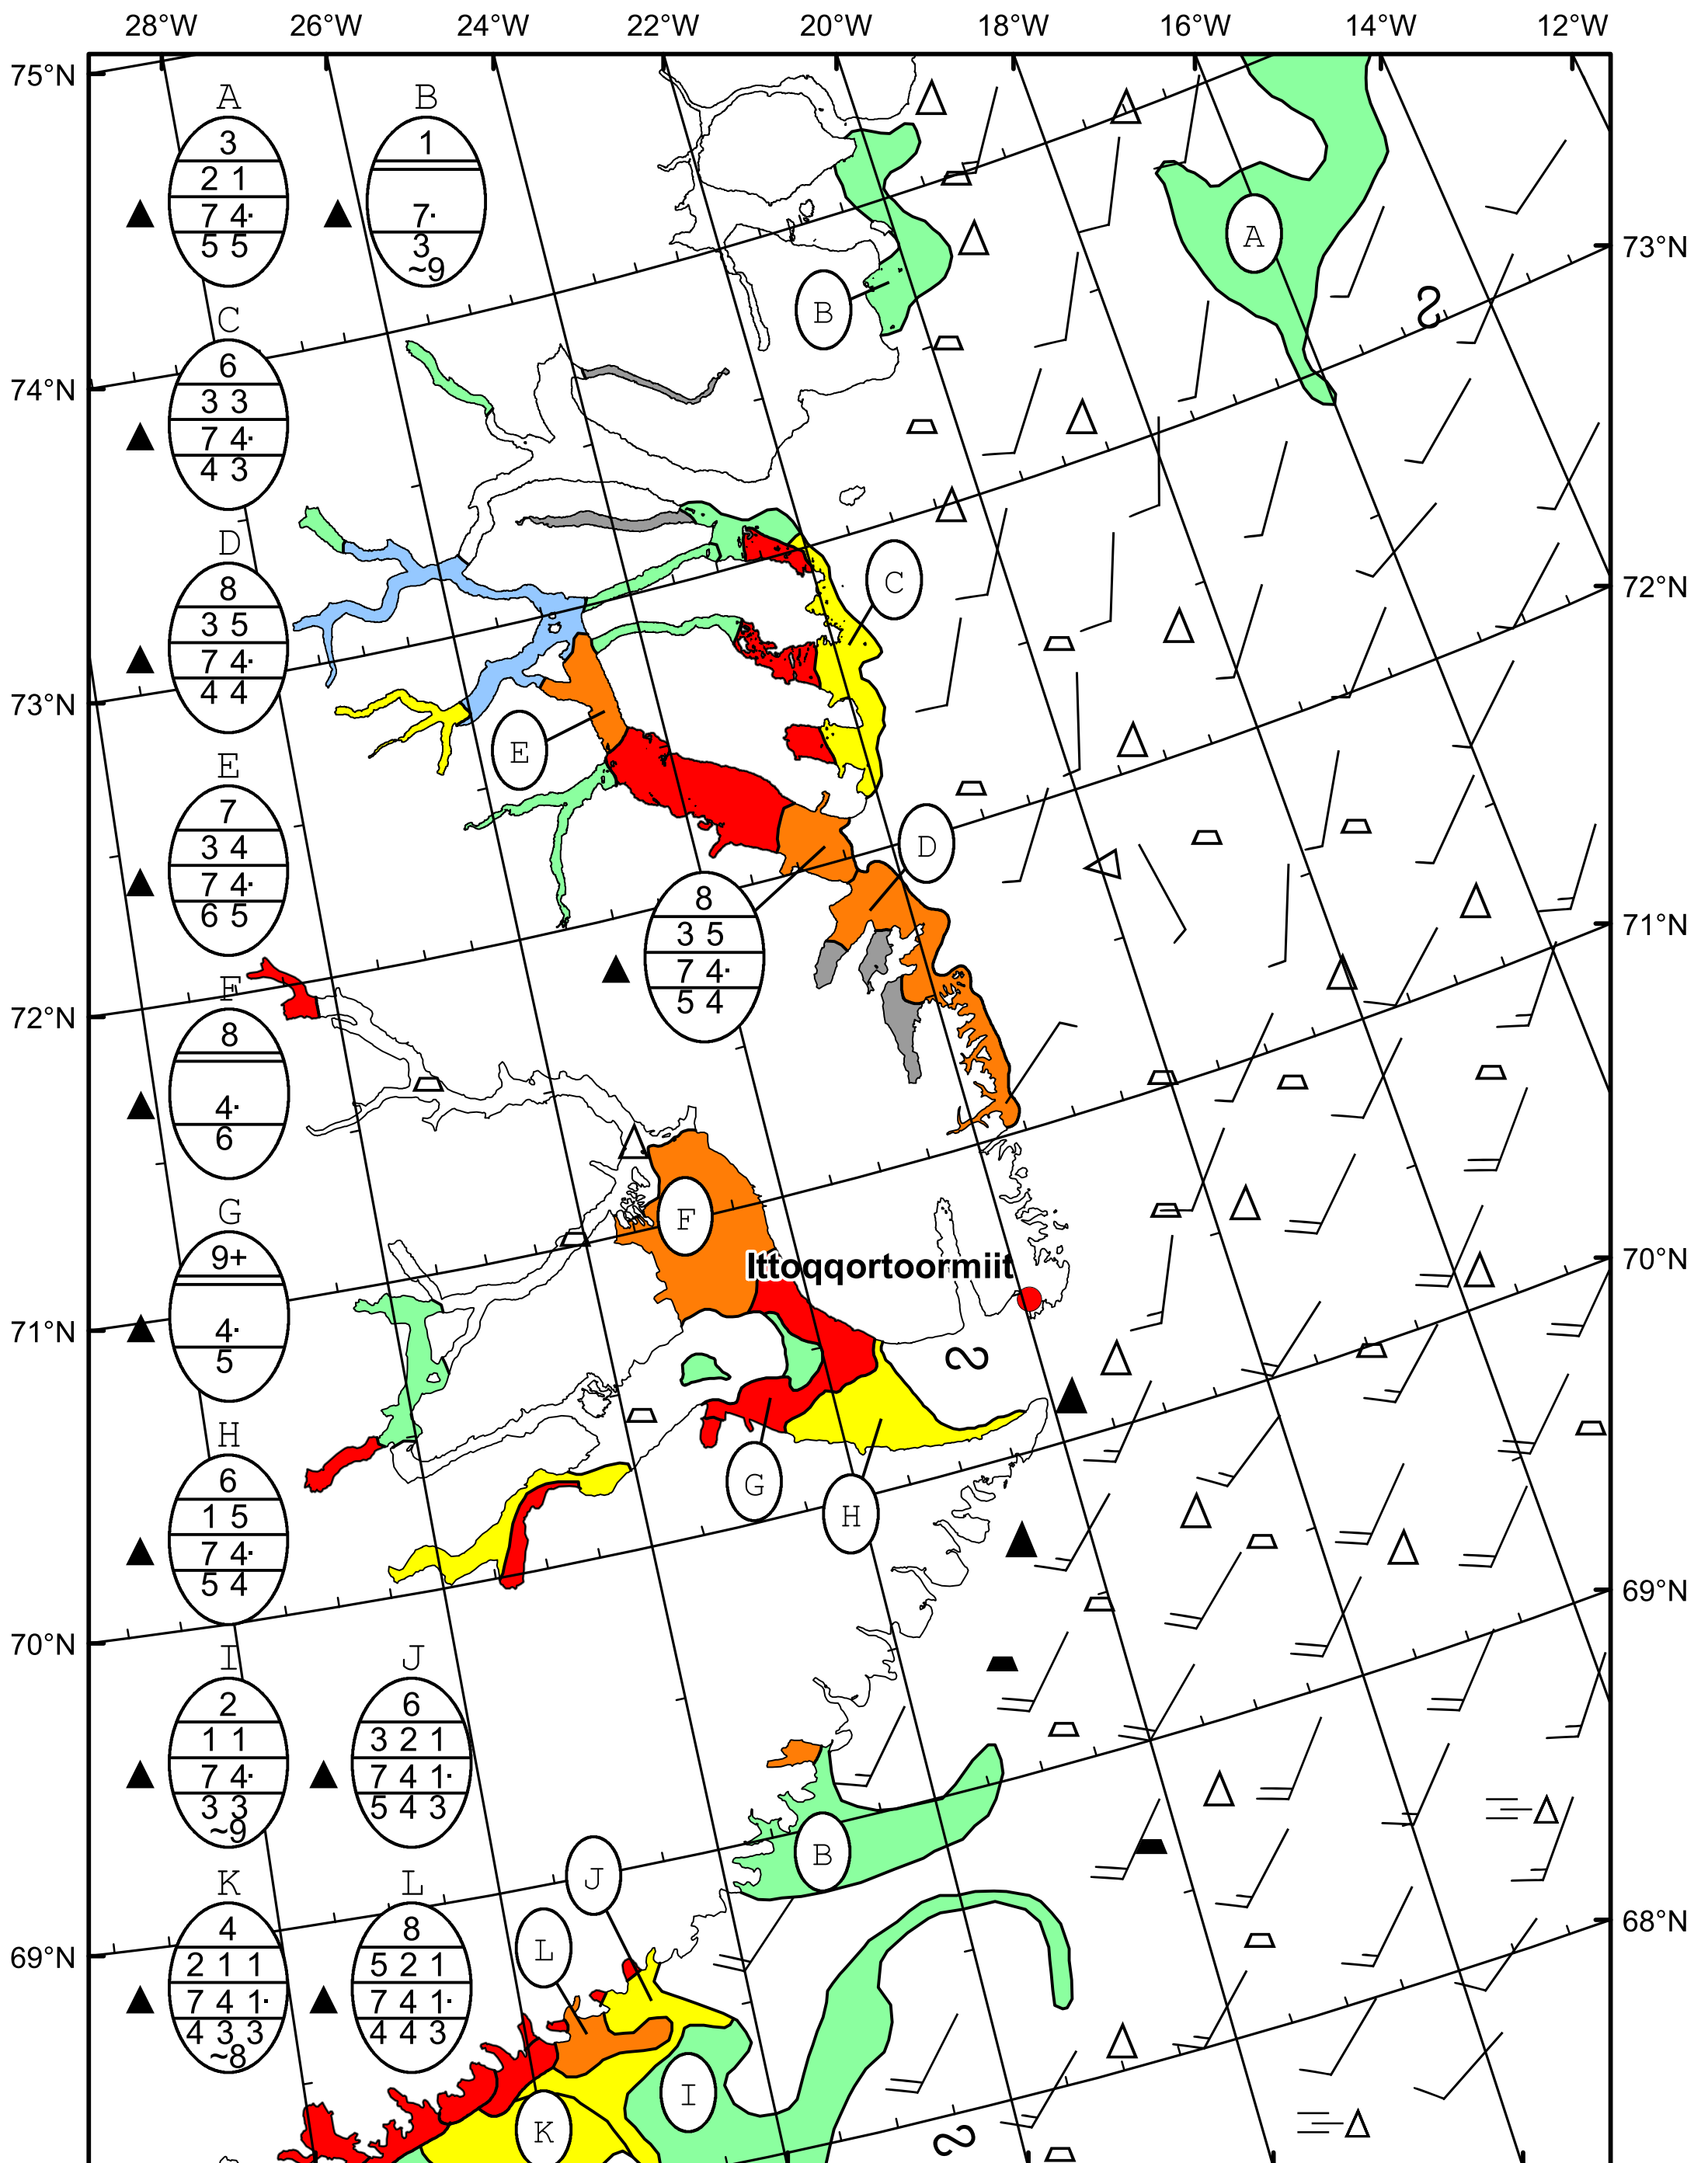 28°W 26°W 24°W 22°W 20°W 18°W 16°W 14°W 12°W
75°N
A B
3 1
2 1
7 4· 7·
5 5 3
~9
A
73°N
B
C
6
3 3
7 4·
4 3
74°N
D
8
3 5
7 4·
4 4
C
72°N
73°N
E
E
7
3 4
7 4·
6 5
D
8
3 5
7 4·
5 4
71°N
F
72°N
8
4·
6
G
9+
4·
5
F
Ittoqqortoormiit
70°N
71°N
H
6
1 5
7 4·
5 4
G
H
69°N
70°N
I J
2 6
1 1 3 2 1
7 4· 7 4 1·
3 3 5 4 3
~9
B
J
K L
4 8
2 1 1 5 2 1
7 4 1· 7 4 1·
4 3 3 4 4 3
~8
L
68°N
69°N
I
K